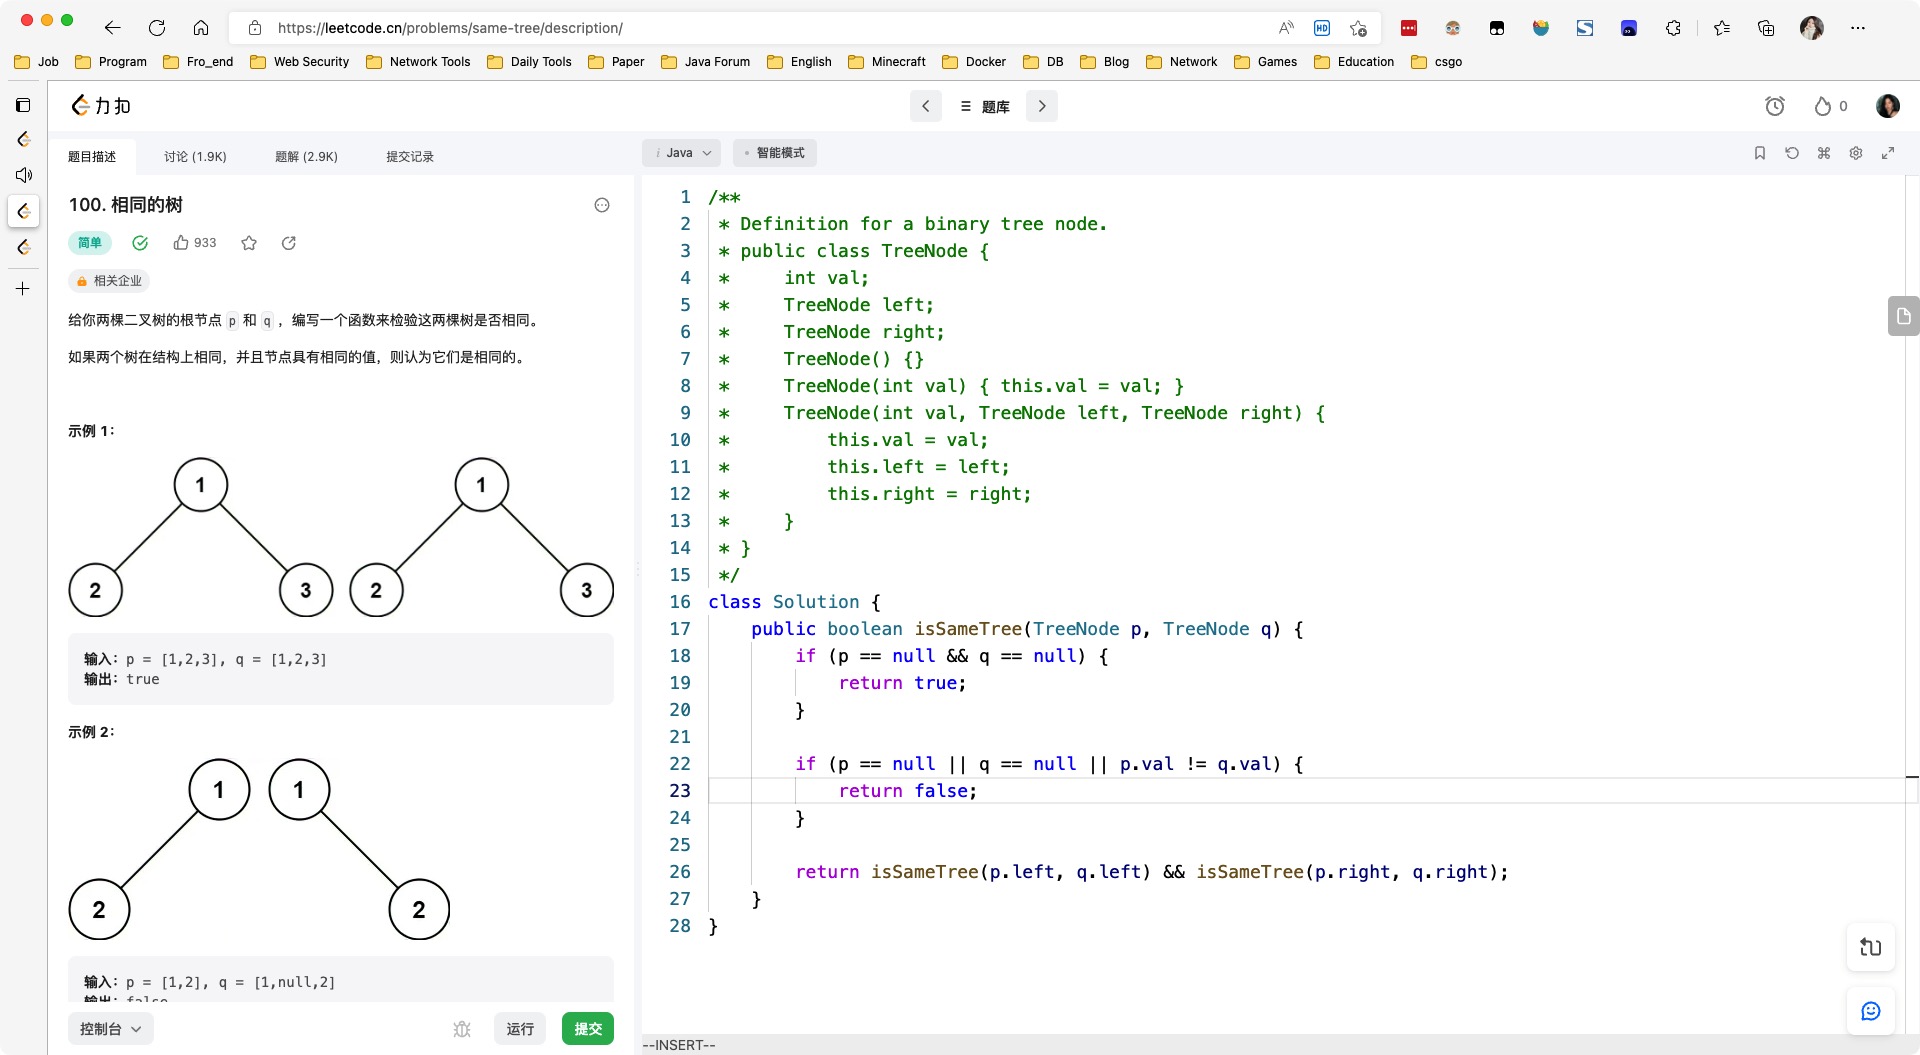 https://leetcode.cn/problems/same-tree/description/
HD
Job
Program
Fro_end
Web Security
Network Tools
Daily Tools
Paper
Java Forum
English
Minecraft
Docker
DB
Blog
Network
Games
Education
csgo
力扣
题库
0
题目描述
讨论 (1.9K)
题解 (2.9K)
提交记录
i Java
智能模式
100. 相同的树
简单
933
相关企业
给你两棵二叉树的根节点 p 和 q ，编写一个函数来检验这两棵树是否相同。
如果两个树在结构上相同，并且节点具有相同的值，则认为它们是相同的。
示例 1：
1
1
2
3
2
3
输入：p = [1,2,3], q = [1,2,3]
输出：true
示例 2：
1
1
2
2
输入：p = [1,2], q = [1,null,2]
输出：false
控制台
运行
提交
1 /**
2  * Definition for a binary tree node.
3  * public class TreeNode {
4  *     int val;
5  *     TreeNode left;
6  *     TreeNode right;
7  *     TreeNode() {}
8  *     TreeNode(int val) { this.val = val; }
9  *     TreeNode(int val, TreeNode left, TreeNode right) {
10  *         this.val = val;
11  *         this.left = left;
12  *         this.right = right;
13  *     }
14  * }
15  */
16 class Solution {
17     public boolean isSameTree(TreeNode p, TreeNode q) {
18         if (p == null && q == null) {
19             return true;
20         }
21
22         if (p == null || q == null || p.val != q.val) {
23             return false;
24         }
25
26         return isSameTree(p.left, q.left) && isSameTree(p.right, q.right);
27     }
28 }
--INSERT--